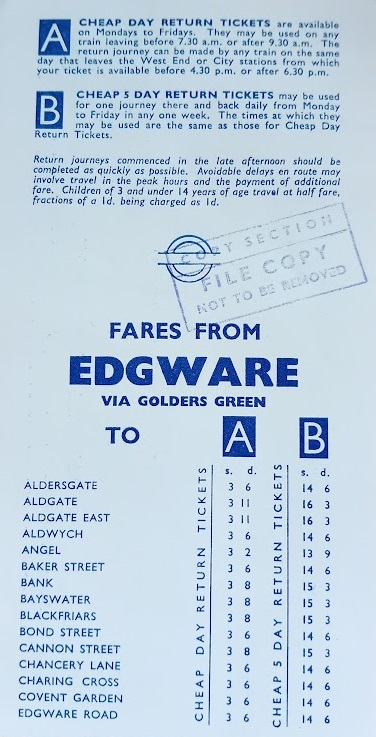 A CHEAP DAY RETURN TICKETS are available
on Mondays to Fridays. They may be used on any
train leaving before 7.30 a.m. or after 9.30 a.m. The
return journey can be made by any train on the same
day that leaves the West End or City stations from which
your ticket is available before 4.30 p.m. or after 6.30 p.m.
B CHEAP 5 DAY RETURN TICKETS may be used
for one journey there and back daily from Monday
to Friday in any one week. The times at which they
may be used are the same as those for Cheap Day
Return Tickets.
Return journeys commenced in the late afternoon should be
completed as quickly as possible. Avoidable delays en route may
involve travel in the peak hours and the payment of additional
fare. Children of 3 and under 14 years of age travel at half fare,
fractions of a 1d. being charged as 1d.
COPY SECTION
FILE COPY
NOT TO BE REMOVED
FARES FROM
EDGWARE
VIA GOLDERS GREEN
TO A B
s. d. s. d.
CHEAP DAY RETURN TICKETS
CHEAP 5 DAY RETURN TICKETS
ALDERSGATE 3 6 14 6
ALDGATE 3 11 16 3
ALDGATE EAST 3 11 16 3
ALDWYCH 3 6 14 6
ANGEL 3 2 13 9
BAKER STREET 3 6 14 6
BANK 3 8 15 3
BAYSWATER 3 8 15 3
BLACKFRIARS 3 8 15 3
BOND STREET 3 6 14 6
CANNON STREET 3 8 15 3
CHANCERY LANE 3 6 14 6
CHARING CROSS 3 6 14 6
COVENT GARDEN 3 6 14 6
EDGWARE ROAD 3 6 14 6